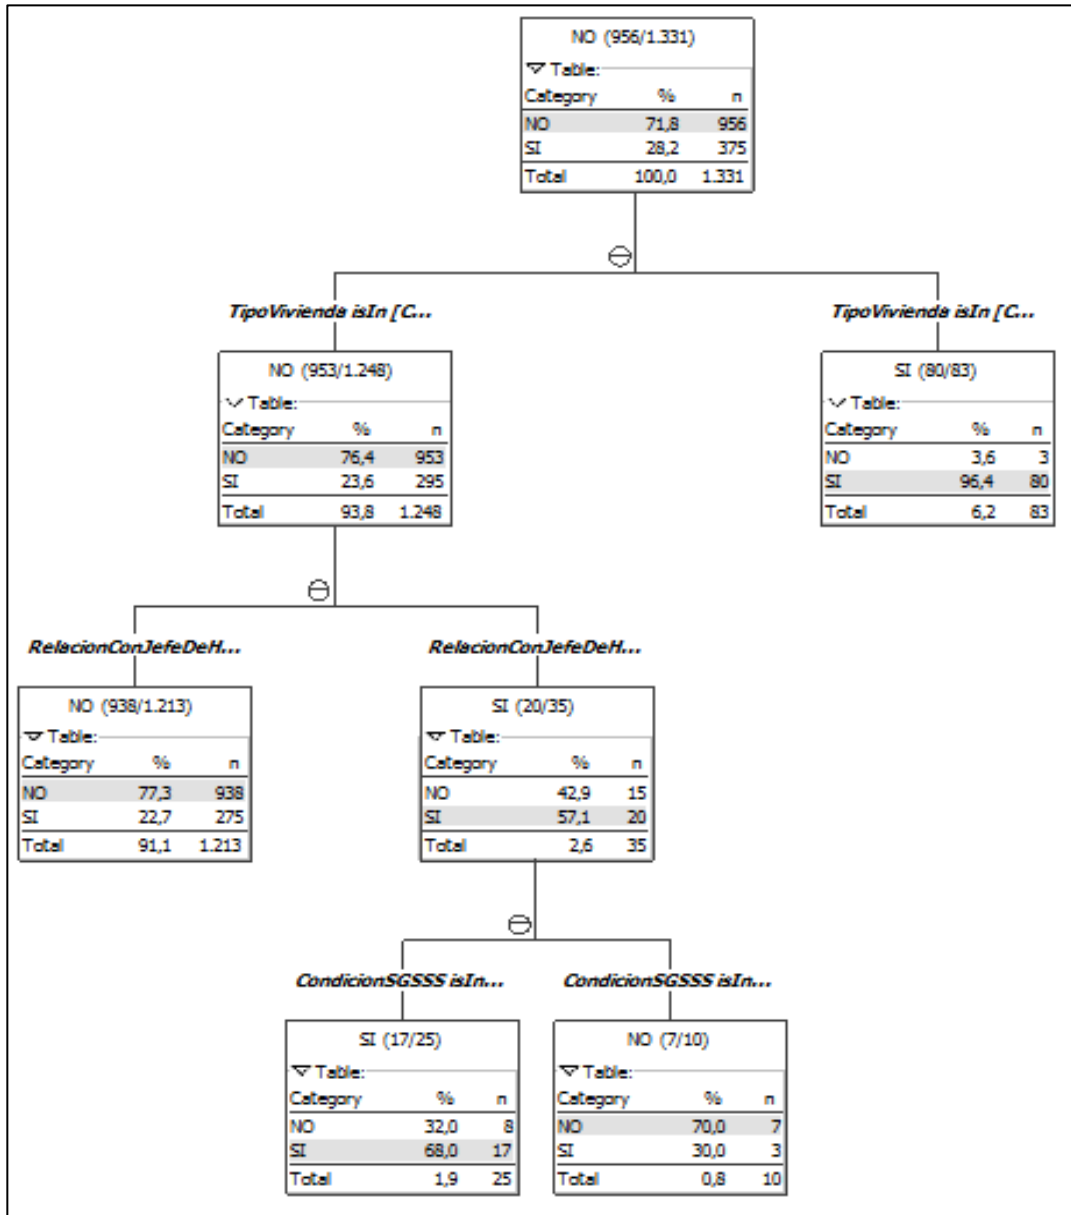 NO (956/1.331)
Table:
Category % n
NO 71,8 956
SI 28,2 375
Total 100,0 1.331
TipoVivienda isIn [C...
TipoVivienda isIn [C...
NO (953/1.248)
Table:
Category % n
NO 76,4 953
SI 23,6 295
Total 93,8 1.248
SI (80/83)
Table:
Category % n
NO 3,6 3
SI 96,4 80
Total 6,2 83
RelacionConJefeDeH...
RelacionConJefeDeH...
NO (938/1.213)
Table:
Category % n
NO 77,3 938
SI 22,7 275
Total 91,1 1.213
SI (20/35)
Table:
Category % n
NO 42,9 15
SI 57,1 20
Total 2,6 35
CondicionSGSSS isIn...
CondicionSGSSS isIn...
SI (17/25)
Table:
Category % n
NO 32,0 8
SI 68,0 17
Total 1,9 25
NO (7/10)
Table:
Category % n
NO 70,0 7
SI 30,0 3
Total 0,8 10